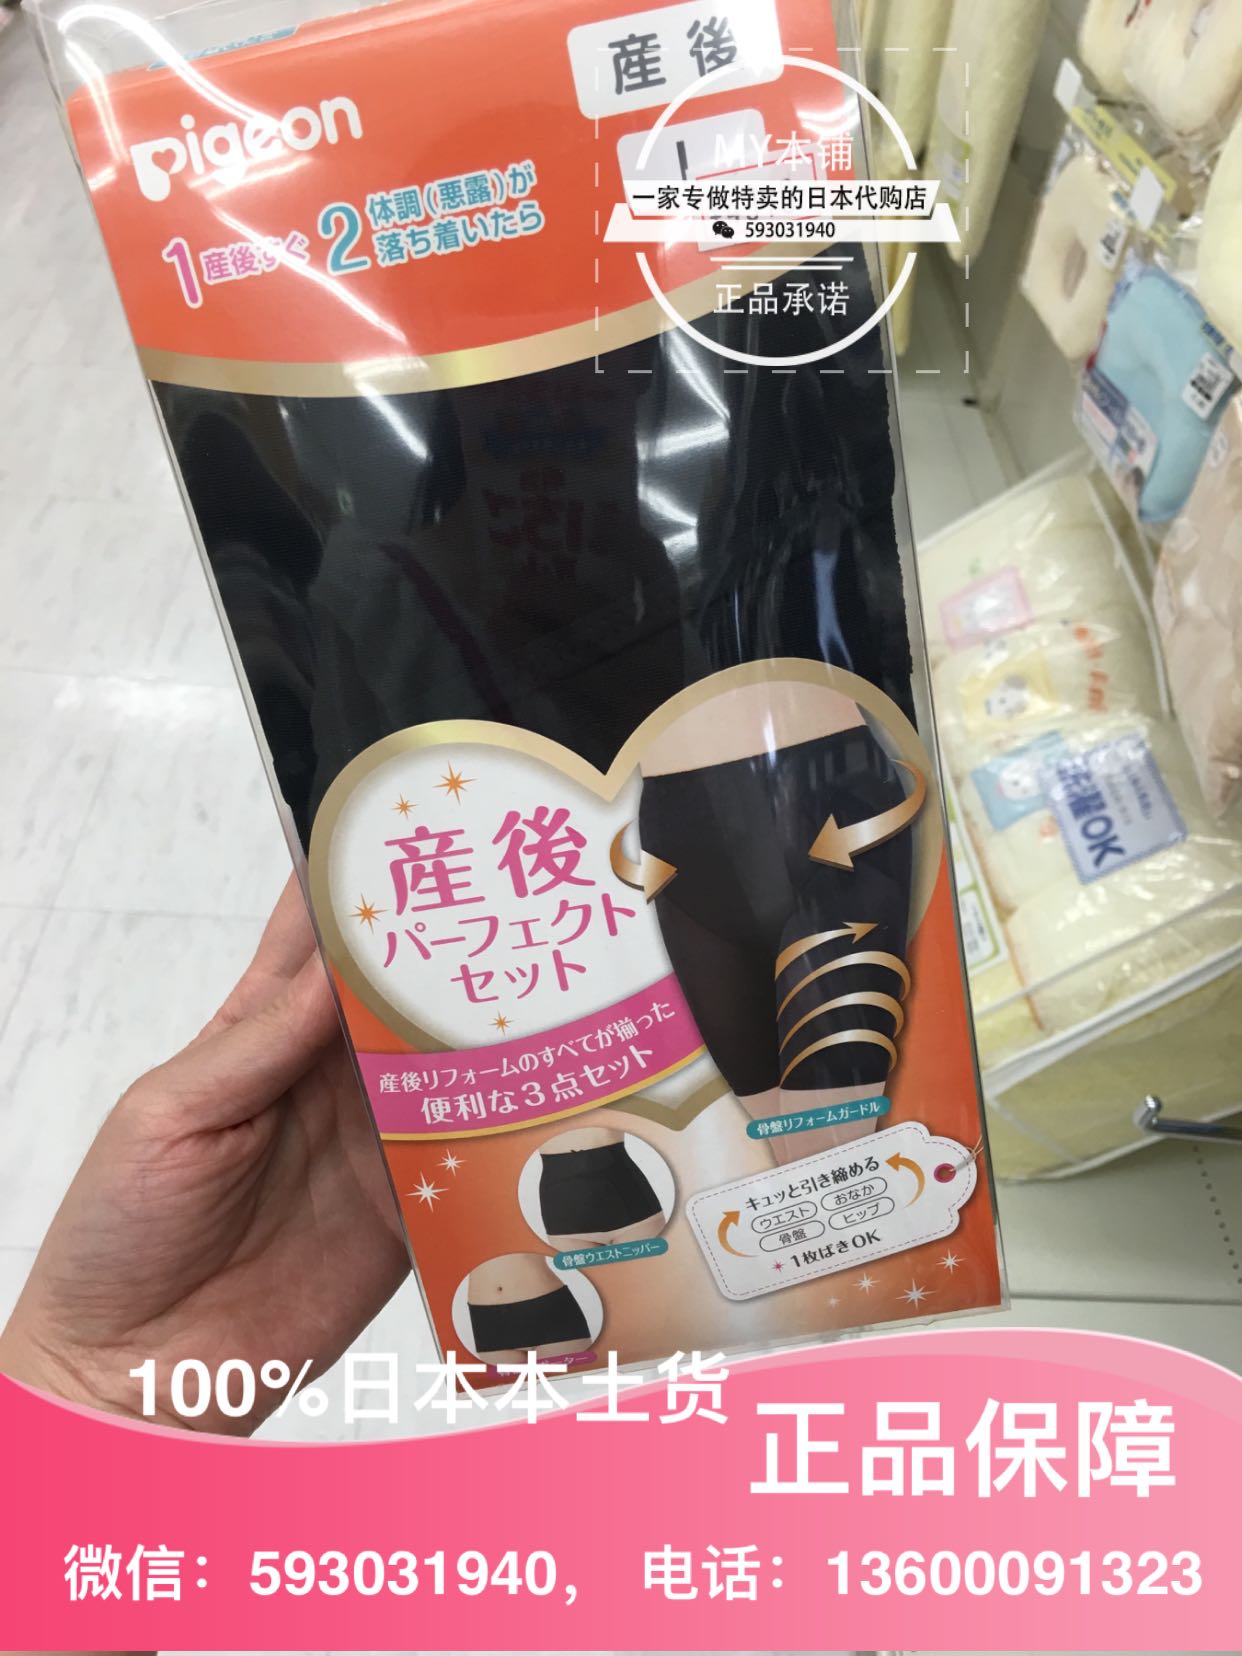 Pigeon
産後
L
1 産後すぐ
2 体調(悪露)が
落ち着いたら
MY本铺
一家专做特卖的日本代购店
593031940
正品承诺
産後
パーフェクト
セット
産後リフォームのすべてが揃った
便利な3点セット
骨盤リフォームガードル
キュッと引き締める
ウエスト おなか
骨盤 ヒップ
1枚ばきOK
骨盤ウエストニッパー
洗濯OK
100%日本本土货
正品保障
微信：593031940， 电话：13600091323